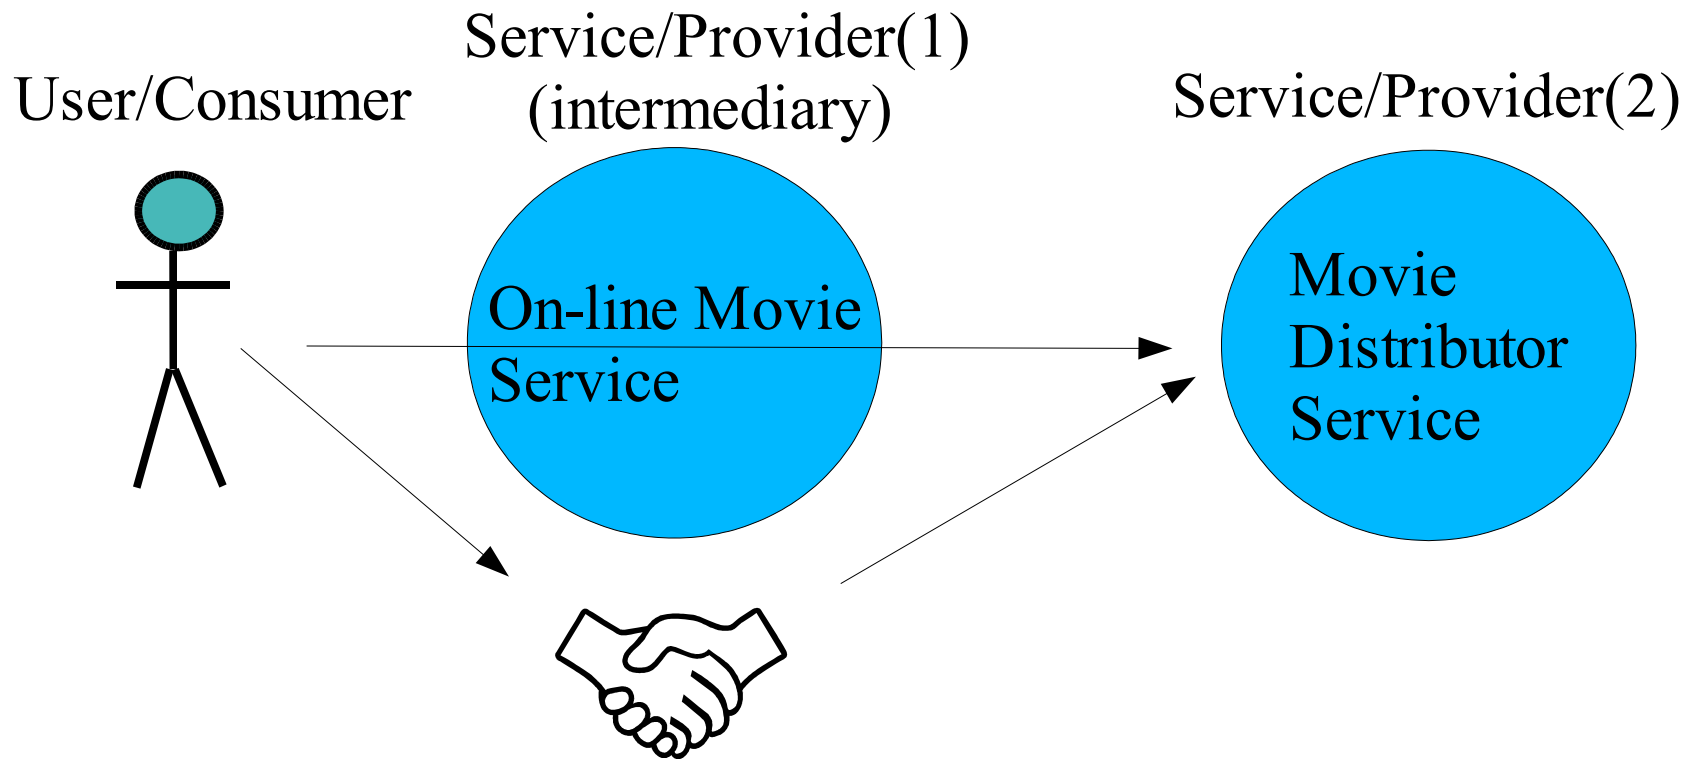 User/Consumer
Service/Provider(1)
(intermediary)
Service/Provider(2)
On-line Movie
Service
Movie
Distributor
Service